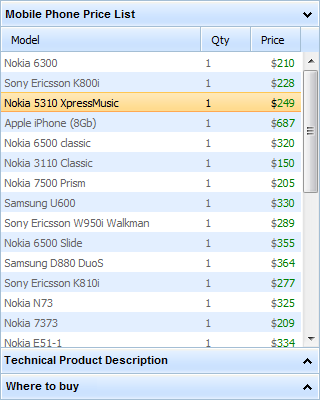 Mobile Phone Price List
Model Qty Price
Nokia 6300 1 $210
Sony Ericsson K800i 1 $228
Nokia 5310 XpressMusic 1 $249
Apple iPhone (8Gb) 1 $687
Nokia 6500 classic 1 $320
Nokia 3110 Classic 1 $150
Nokia 7500 Prism 1 $205
Samsung U600 1 $330
Sony Ericsson W950i Walkman 1 $289
Nokia 6500 Slide 1 $355
Samsung D880 DuoS 1 $364
Sony Ericsson K810i 1 $277
Nokia N73 1 $325
Nokia 7373 1 $209
Nokia E51-1 1 $334
Technical Product Description
Where to buy